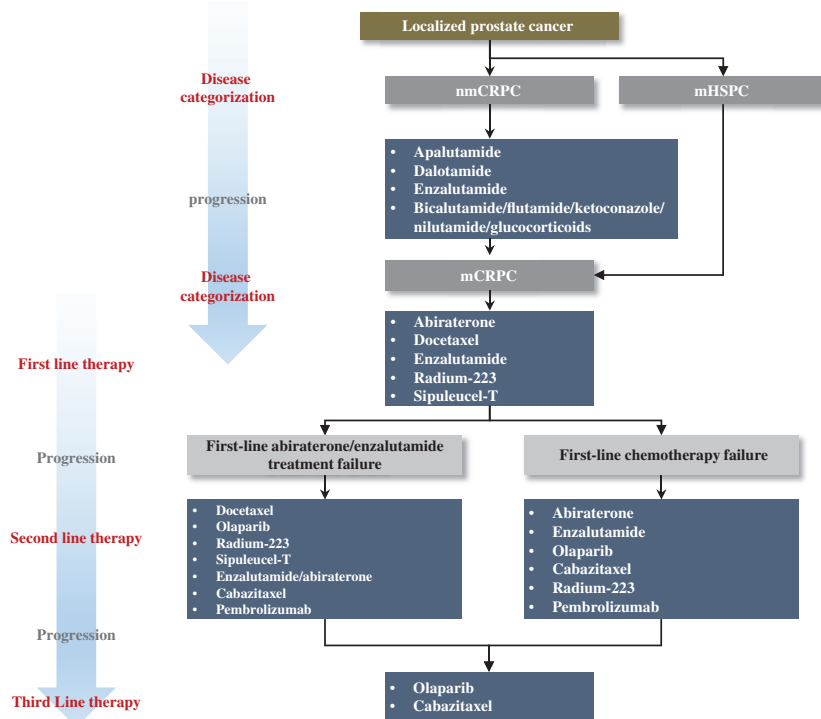 Localized prostate cancer
Disease
categorization
nmCRPC
mHSPC
• Apalutamide
• Dalotamide
• Enzalutamide
• Bicalutamide/flutamide/ketoconazole/
nilutamide/glucocorticoids
progression
Disease
categorization
mCRPC
First line therapy
• Abiraterone
• Docetaxel
• Enzalutamide
• Radium-223
• Sipuleucel-T
Progression
First-line abiraterone/enzalutamide
treatment failure
First-line chemotherapy failure
Second line therapy
• Docetaxel
• Olaparib
• Radium-223
• Sipuleucel-T
• Enzalutamide/abiraterone
• Cabazitaxel
• Pembrolizumab
• Abiraterone
• Enzalutamide
• Olaparib
• Cabazitaxel
• Radium-223
• Pembrolizumab
Progression
Third Line therapy
• Olaparib
• Cabazitaxel